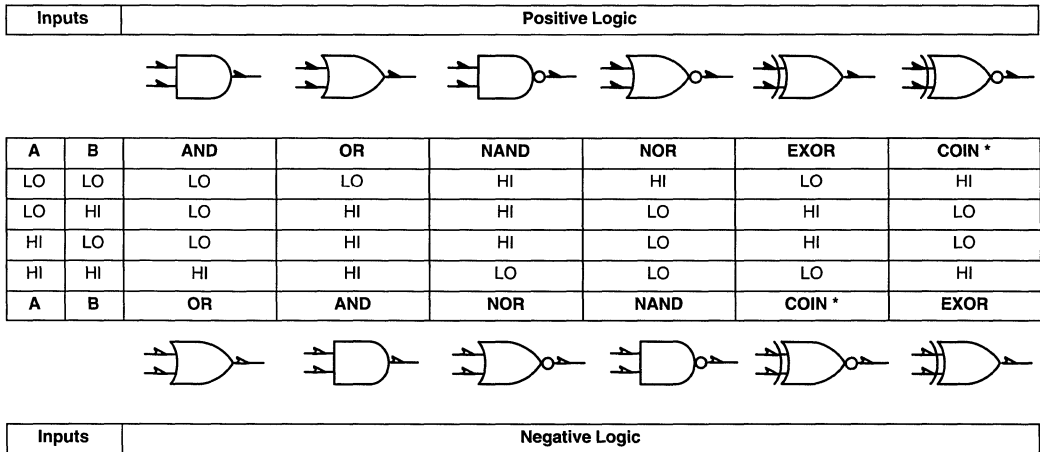 Inputs Positive Logic
A B AND OR NAND NOR EXOR COIN *
LO LO LO LO HI HI LO HI
LO HI LO HI HI LO HI LO
HI LO LO HI HI LO HI LO
HI HI HI HI LO LO LO HI
A B OR AND NOR NAND COIN * EXOR
Inputs Negative Logic